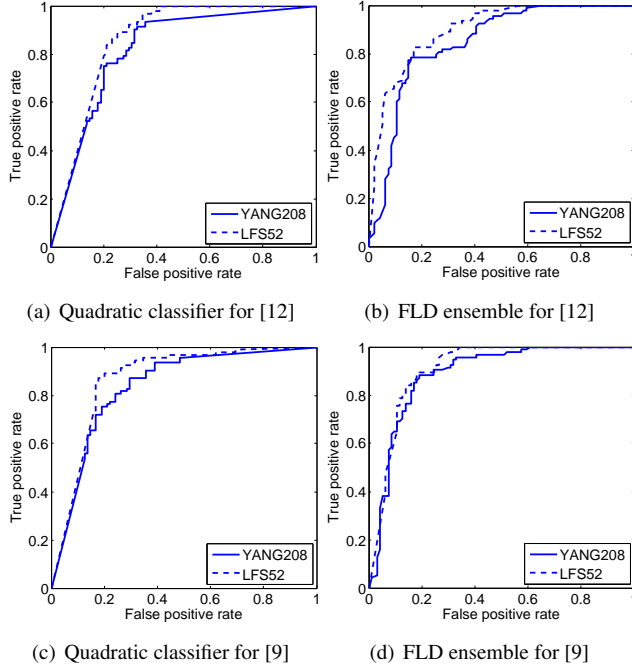 1
0.8
0.6
0.4
0.2
0
0 0.2 0.4 0.6 0.8 1
True positive rate
False positive rate
YANG208
LFS52
(a) Quadratic classifier for [12]
1
0.8
0.6
0.4
0.2
0
0 0.2 0.4 0.6 0.8 1
True positive rate
False positive rate
YANG208
LFS52
(b) FLD ensemble for [12]
1
0.8
0.6
0.4
0.2
0
0 0.2 0.4 0.6 0.8 1
True positive rate
False positive rate
YANG208
LFS52
(c) Quadratic classifier for [9]
1
0.8
0.6
0.4
0.2
0
0 0.2 0.4 0.6 0.8 1
True positive rate
False positive rate
YANG208
LFS52
(d) FLD ensemble for [9]